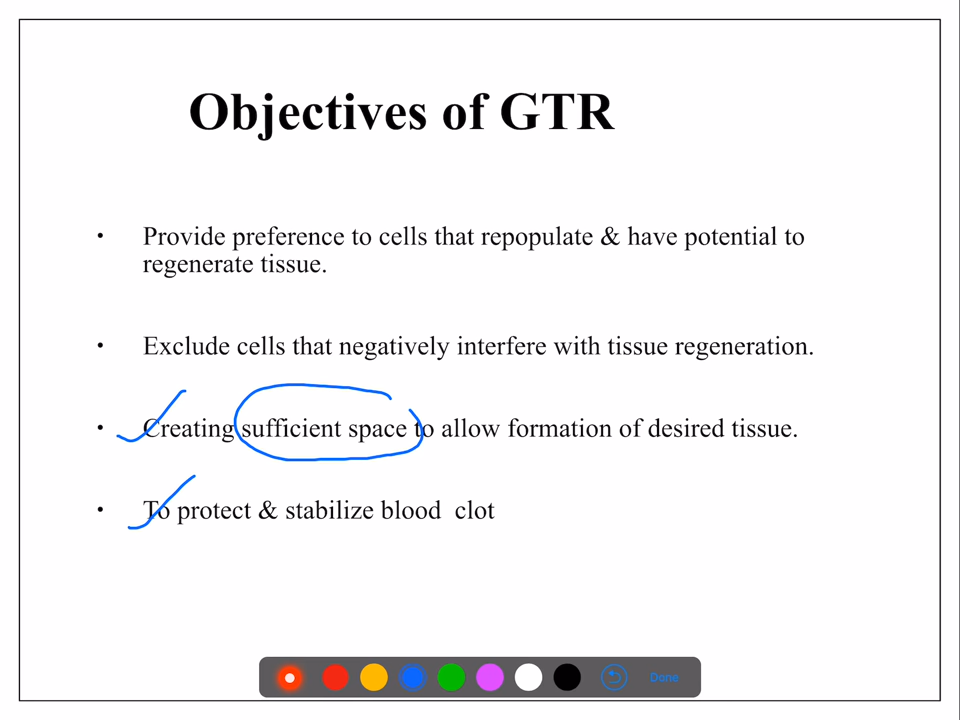 Objectives of GTR
• Provide preference to cells that repopulate & have potential to
regenerate tissue.
• Exclude cells that negatively interfere with tissue regeneration.
• Creating sufficient space to allow formation of desired tissue.
• To protect & stabilize blood clot
Done